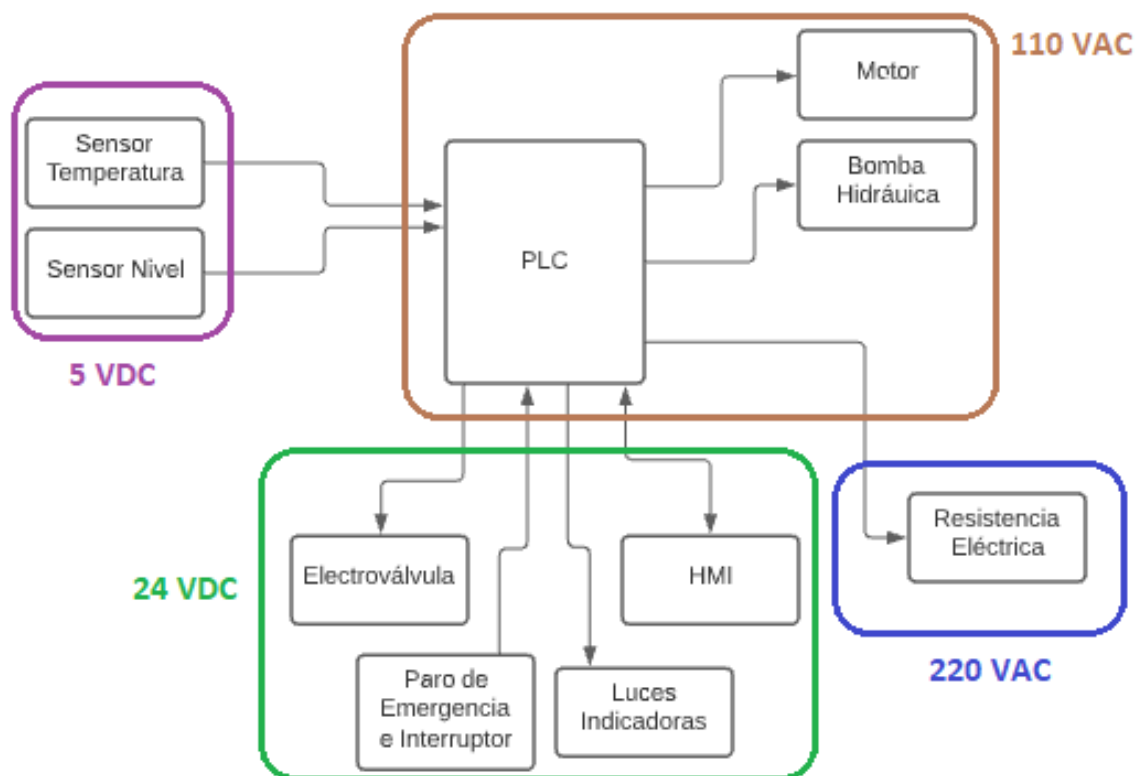 110 VAC
Motor
Sensor
Temperatura
Bomba
Hidráuica
Sensor Nivel
PLC
5 VDC
Resistencia
Eléctrica
Electroválvula
HMI
24 VDC
220 VAC
Paro de
Emergencia
e Interruptor
Luces
Indicadoras